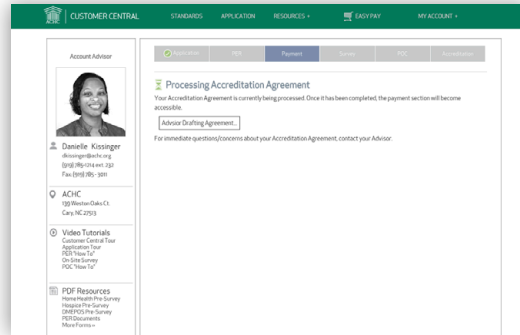 ACHC
CUSTOMER CENTRAL
STANDARDS
APPLICATION
RESOURCES +
EASY PAY
MY ACCOUNT +
Account Advisor
Danielle Kissinger
dkissinger@achc.org
(919) 785-1214 ext. 232
Fax: (919) 785 - 3011
ACHC
139 Weston Oaks Ct.
Cary, NC 27513
Video Tutorials
Customer Central Tour
Application Tour
PER "How To"
On-Site Survey
POC "How To"
PDF Resources
Home Health Pre-Survey
Hospice Pre-Survey
DMEPOS Pre-Survey
PER Documents
More Forms »
Application
PER
Payment
Survey
POC
Accreditation
Processing Accreditation Agreement
Your Accreditation Agreement is currently being processed. Once it has been completed, the payment section will become
accessible.
Advsior Drafting Agreement...
For immediate questions/concerns about your Accreditation Agreement, contact your Advisor.